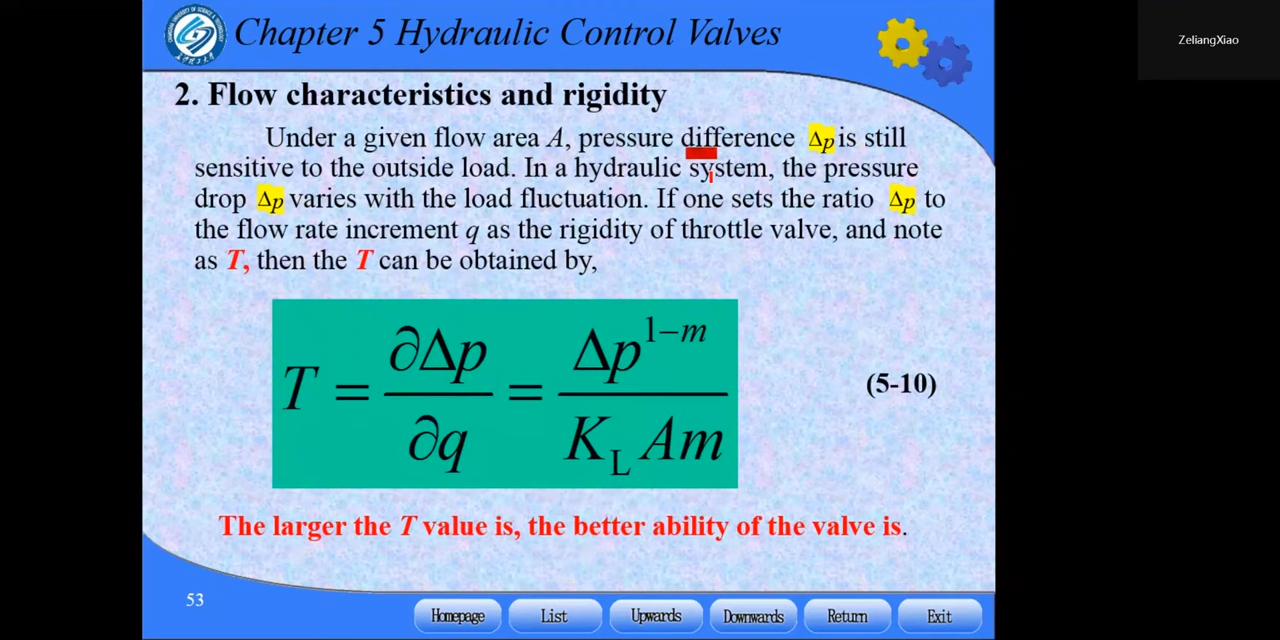 Chapter 5 Hydraulic Control Valves
ZeliangXiao
2. Flow characteristics and rigidity
Under a given flow area A, pressure difference Δp is still
sensitive to the outside load. In a hydraulic system, the pressure
drop Δp varies with the load fluctuation. If one sets the ratio Δp to
the flow rate increment q as the rigidity of throttle valve, and note
as T, then the T can be obtained by,
T = ∂Δp/∂q = Δp^{1−m}/(K_L Am)
(5-10)
The larger the T value is, the better ability of the valve is.
53
Homepage
List
Upwards
Downwards
Return
Exit